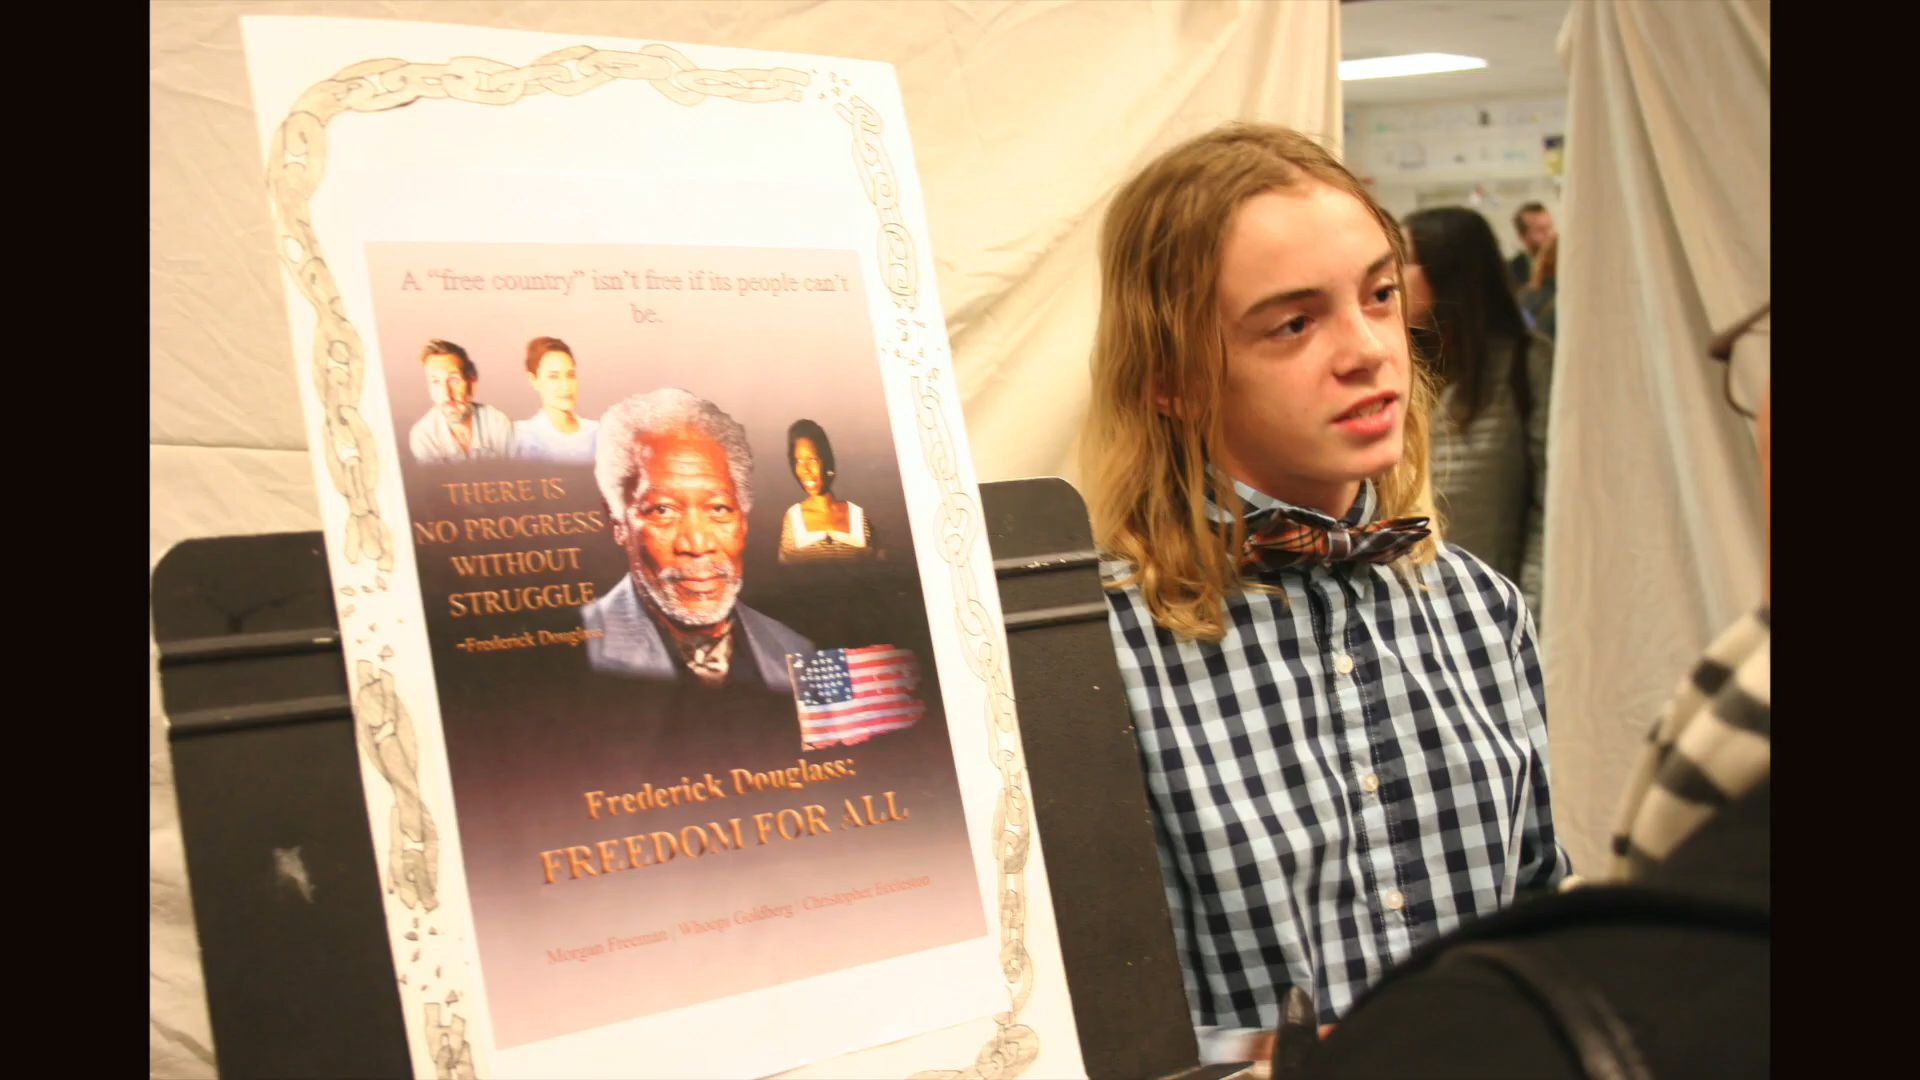 A “free country” isn’t free if its people can’t
be.
THERE IS
NO PROGRESS
WITHOUT
STRUGGLE
~Frederick Douglass
Frederick Douglass:
FREEDOM FOR ALL
Morgan Freeman / Whoopi Goldberg / Christopher Eccleston